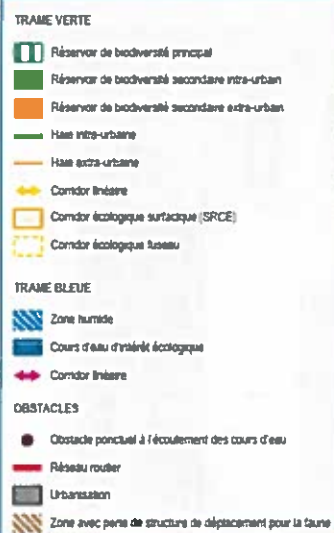 TRAME VERTE
Réservoir de biodiversité principal
Réservoir de biodiversité secondaire intra-urbain
Réservoir de biodiversité secondaire extra-urbain
Haie intra-urbaine
Haie extra-urbaine
Corridor linéaire
Corridor écologique surfacique (SRCE)
Corridor écologique fuseau
TRAME BLEUE
Zone humide
Cours d'eau d'intérêt écologique
Corridor linéaire
OBSTACLES
Obstacle ponctuel à l'écoulement des cours d'eau
Réseau routier
Urbanisation
Zone avec perte de structure de déplacement pour la faune